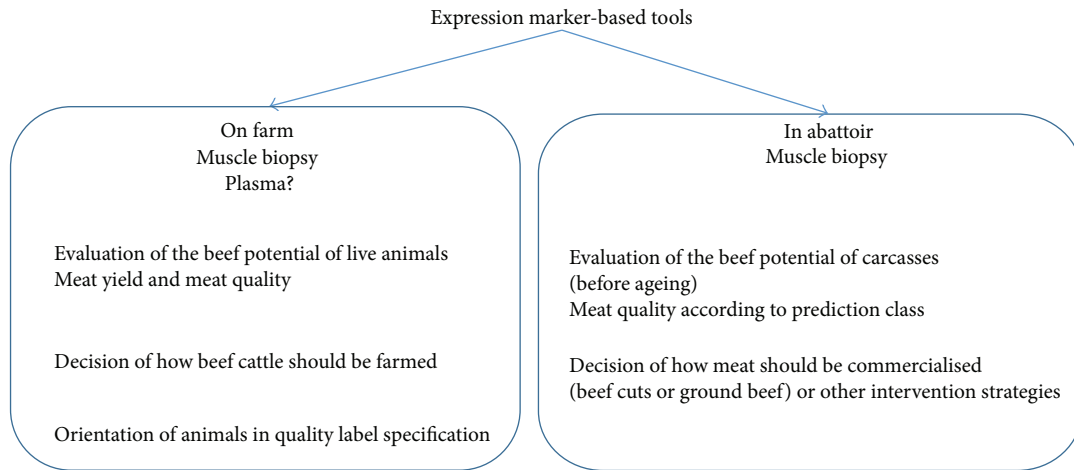 Expression marker-based tools
On farm
Muscle biopsy
Plasma?
Evaluation of the beef potential of live animals
Meat yield and meat quality
Decision of how beef cattle should be farmed
Orientation of animals in quality label specification
In abattoir
Muscle biopsy
Evaluation of the beef potential of carcasses
(before ageing)
Meat quality according to prediction class
Decision of how meat should be commercialised
(beef cuts or ground beef) or other intervention strategies